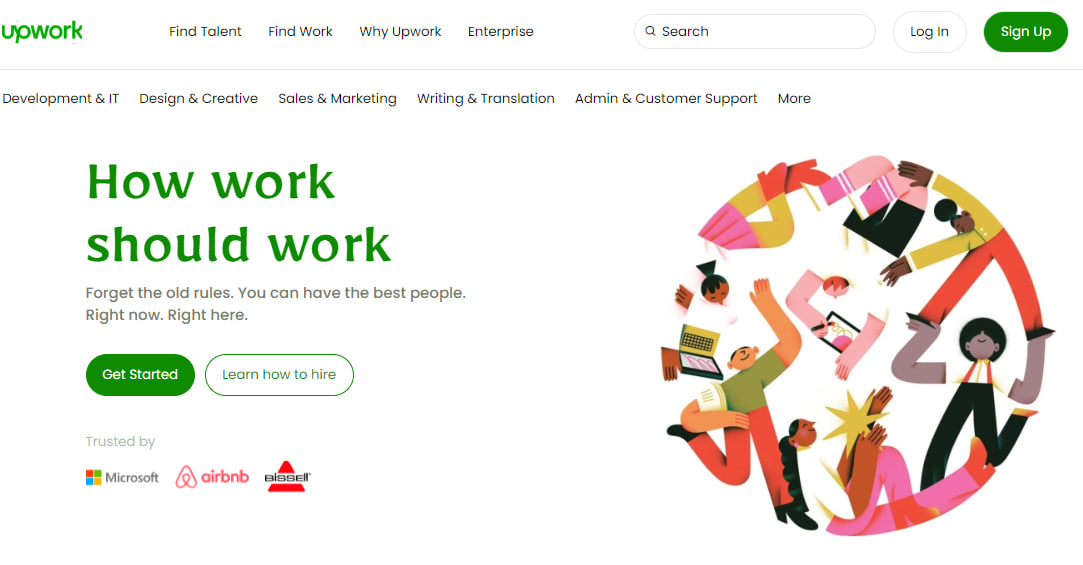 upwork Find Talent Find Work Why Upwork Enterprise Search Log In Sign Up
Development & IT Design & Creative Sales & Marketing Writing & Translation Admin & Customer Support More
How work
should work
Forget the old rules. You can have the best people.
Right now. Right here.
Get Started Learn how to hire
Trusted by
Microsoft airbnb BISSELL